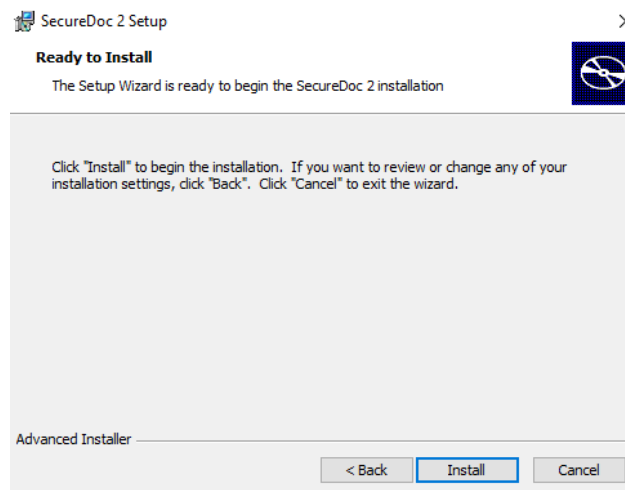 SecureDoc 2 Setup
Ready to Install
The Setup Wizard is ready to begin the SecureDoc 2 installation
Click "Install" to begin the installation.  If you want to review or change any of your
installation settings, click "Back".  Click "Cancel" to exit the wizard.
Advanced Installer
< Back Install Cancel